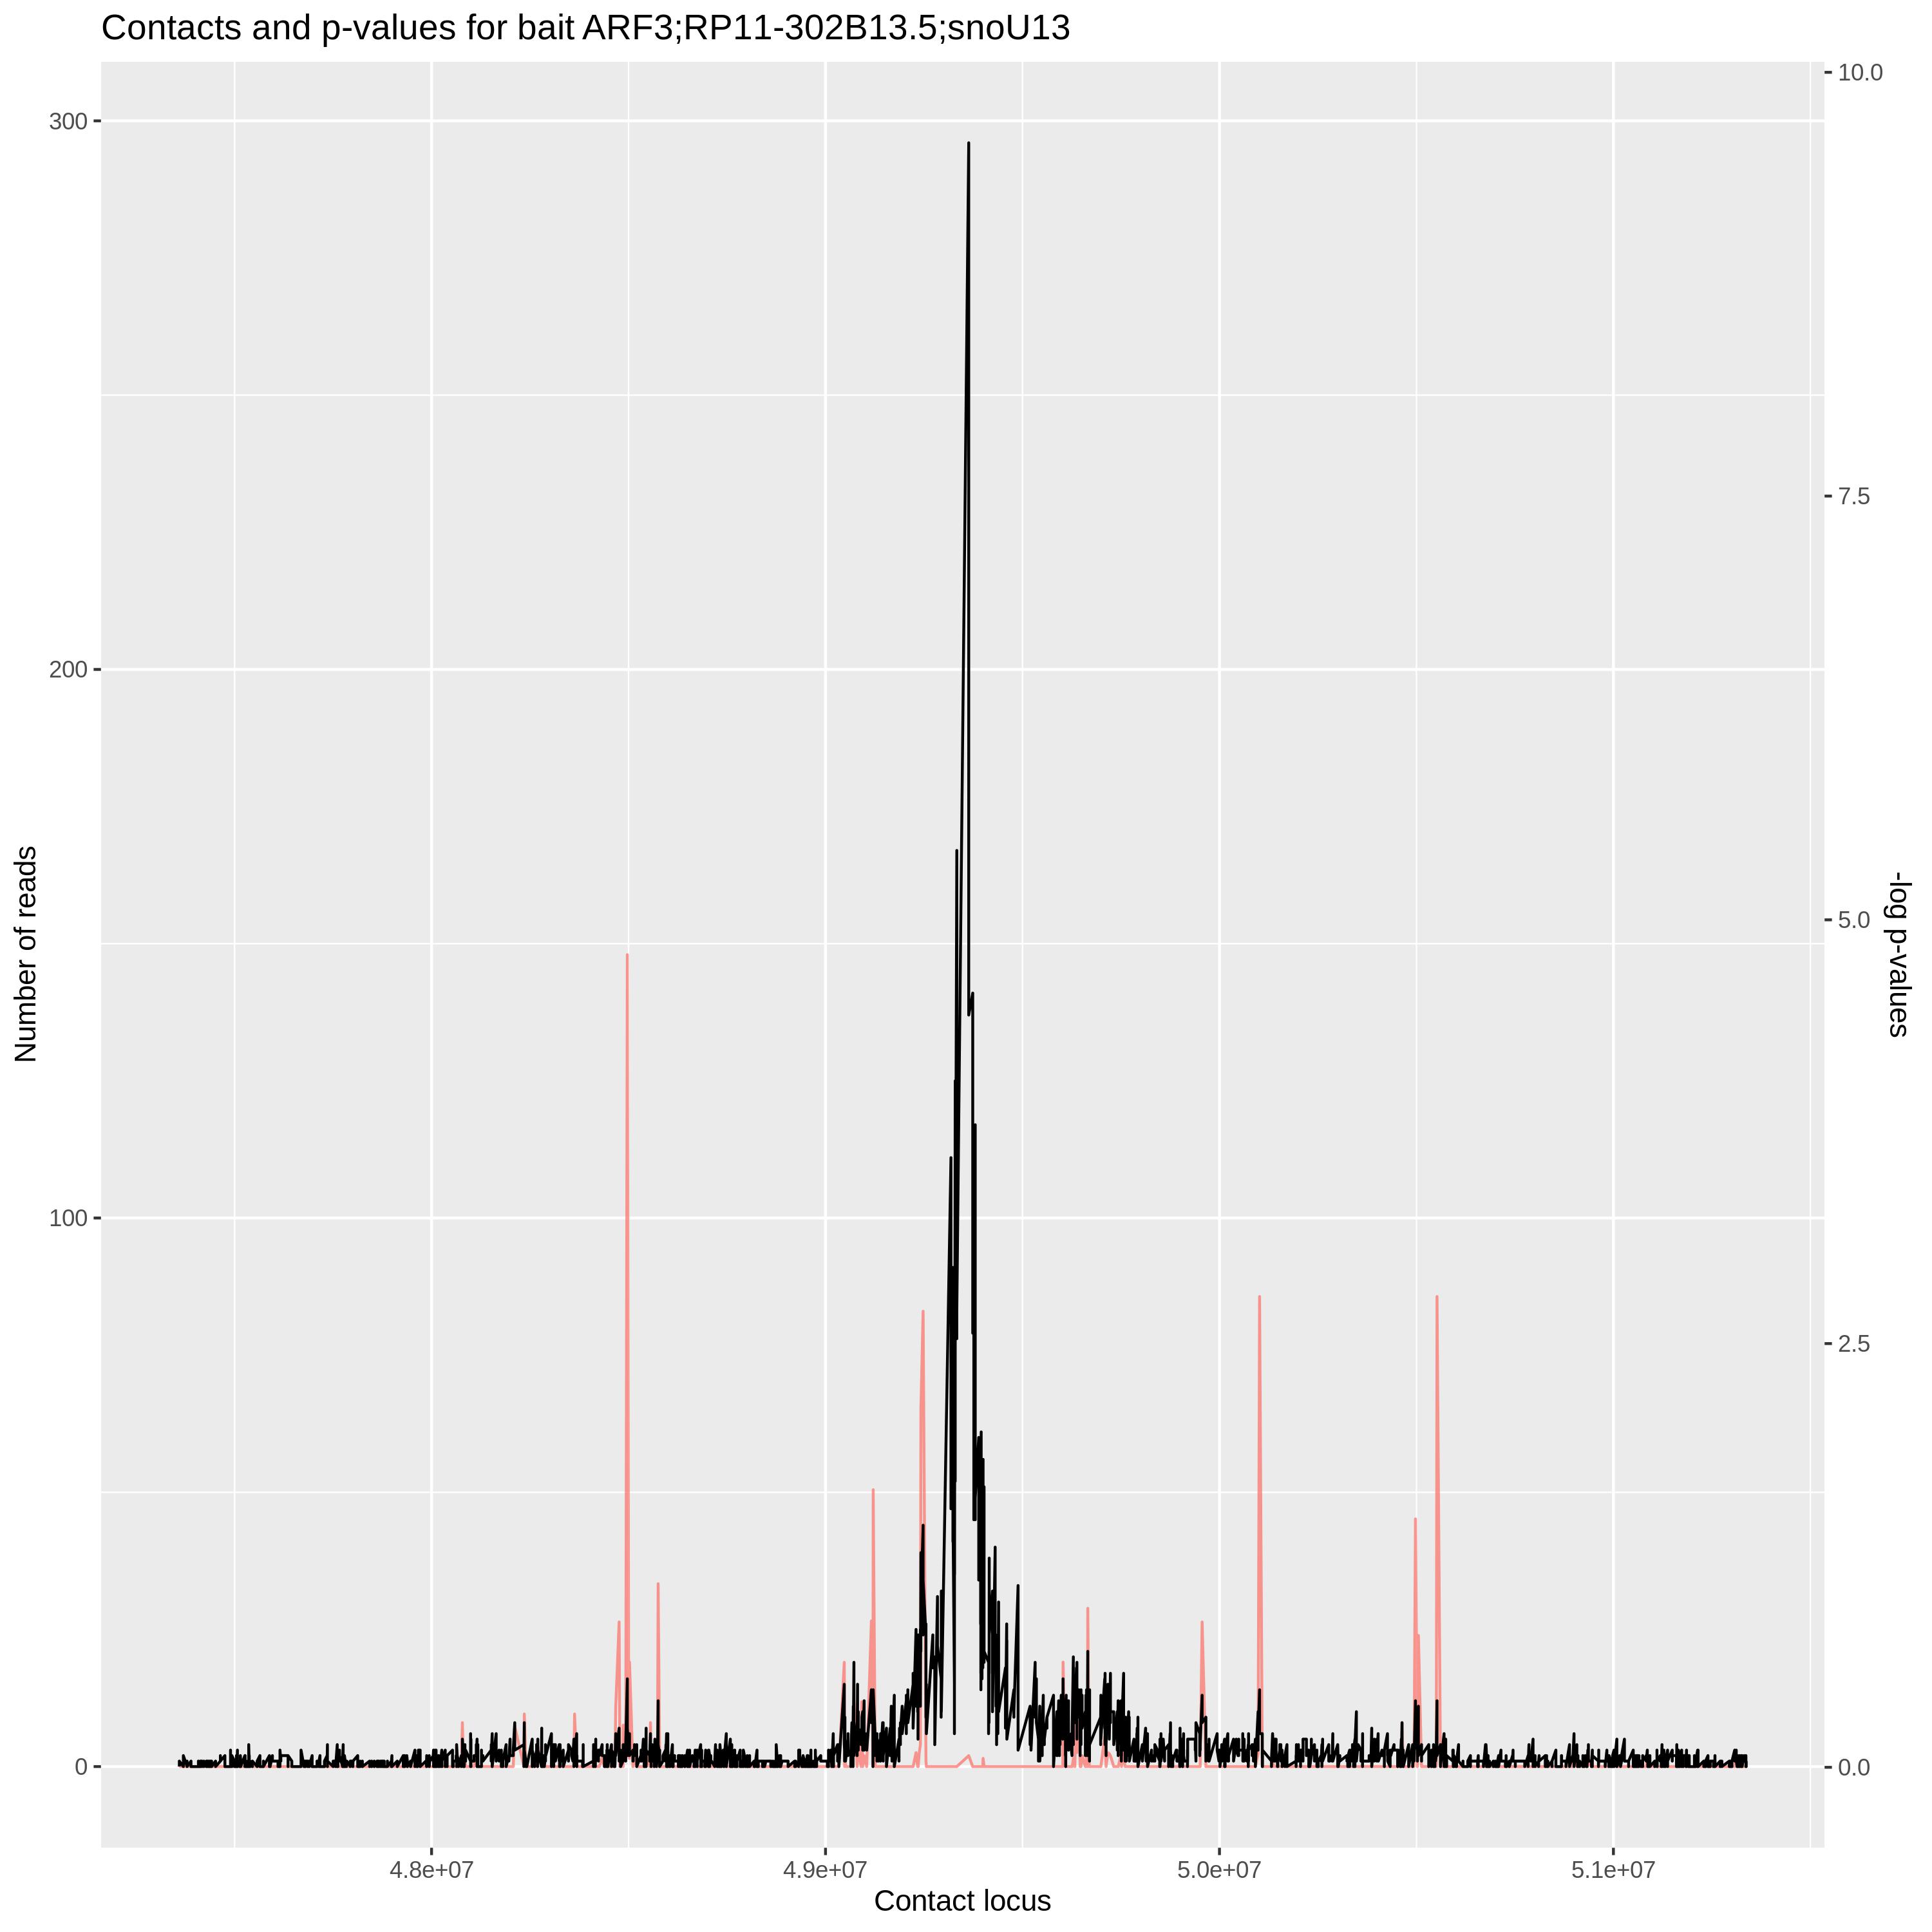 Contacts and p-values for bait ARF3;RP11-302B13.5;snoU13
300
200
100
0
Number of reads
10.0
7.5
5.0
2.5
0.0
-log p-values
4.8e+07
4.9e+07
5.0e+07
5.1e+07
Contact locus